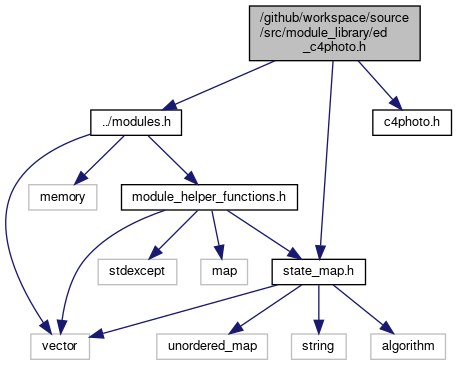 /github/workspace/source
/src/module_library/ed
_c4photo.h
../modules.h
c4photo.h
memory
module_helper_functions.h
stdexcept
map
state_map.h
vector
unordered_map
string
algorithm